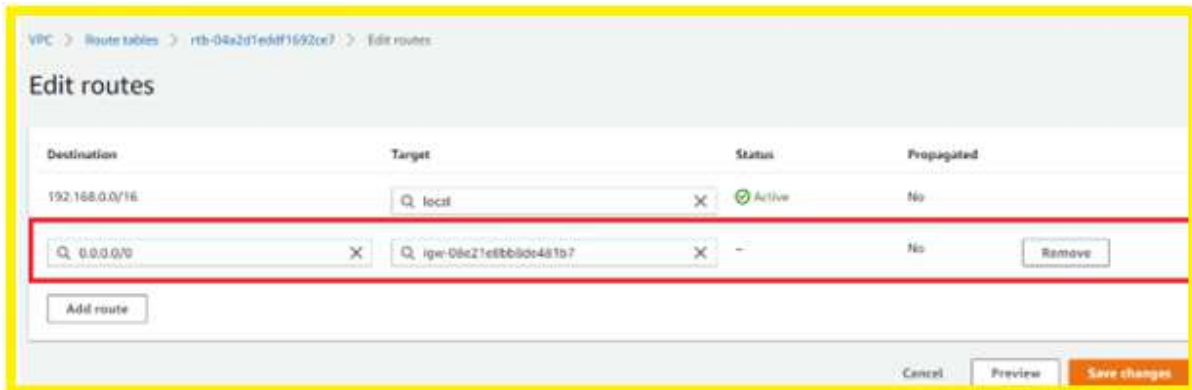 VPC > Route tables > rtb-04a2d1eddf1692ce7 > Edit routes
Edit routes
Destination Target Status Propagated
192.168.0.0/16 local Active No
0.0.0.0/0 igw-08e21e8bb8de481b7 – No Remove
Add route
Cancel Preview Save changes